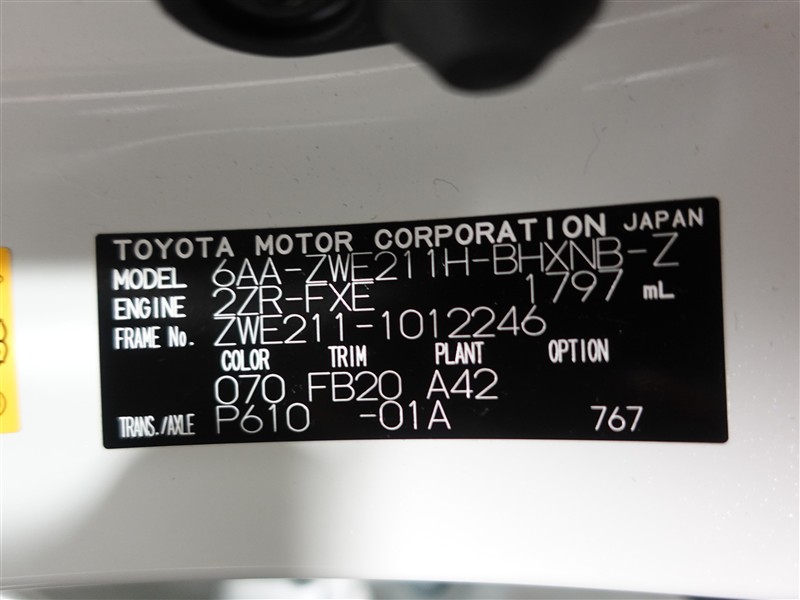 TOYOTA MOTOR CORPORATION JAPAN
MODEL 6AA-ZWE211H-BHXNB-Z
ENGINE 2ZR-FXE 1797 mL
FRAME No. ZWE211-1012246
COLOR TRIM PLANT OPTION
070 FB20 A42
TRANS./AXLE P610 -01A 767